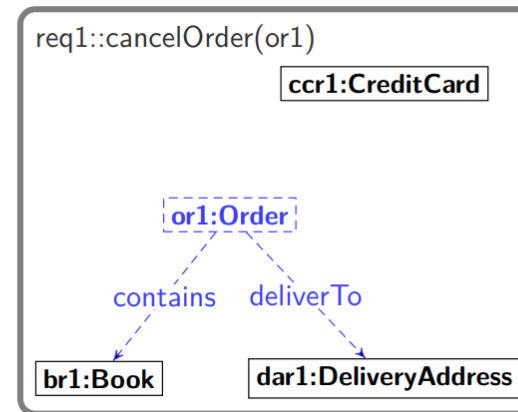 req1::cancelOrder(or1)
ccr1:CreditCard
or1:Order
contains
deliverTo
br1:Book
dar1:DeliveryAddress